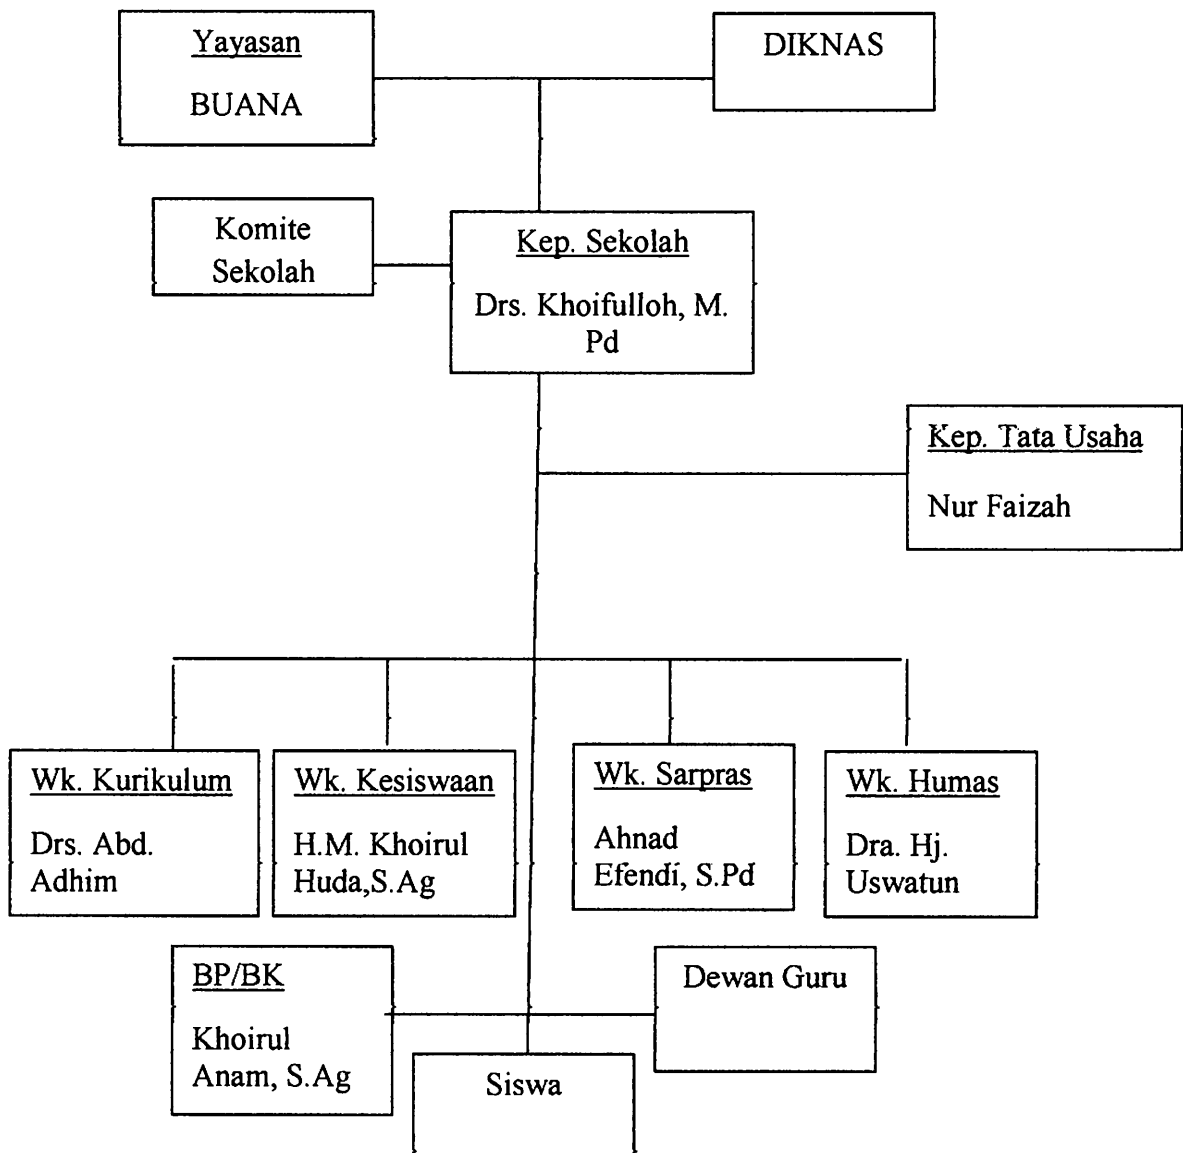 Yayasan
BUANA
DIKNAS
Komite
Sekolah
Kep. Sekolah
Drs. Khoifulloh, M.
Pd
Kep. Tata Usaha
Nur Faizah
Wk. Kurikulum
Drs. Abd.
Adhim
Wk. Kesiswaan
H.M. Khoirul
Huda,S.Ag
Wk. Sarpras
Ahnad
Efendi, S.Pd
Wk. Humas
Dra. Hj.
Uswatun
BP/BK
Khoirul
Anam, S.Ag
Dewan Guru
Siswa